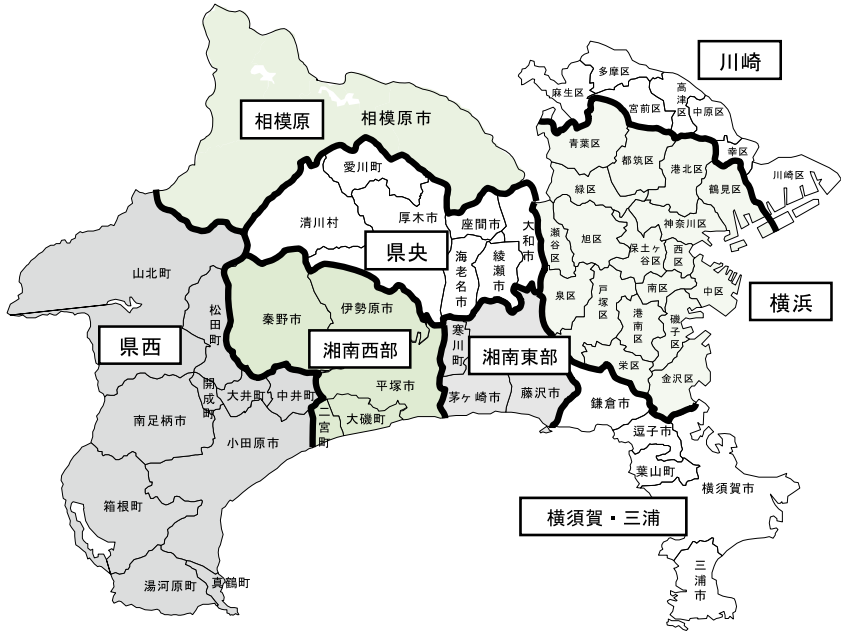 川崎
多摩区
麻生区
高津区
宮前区
中原区
幸区
川崎区
相模原
相模原市
青葉区
都筑区
港北区
鶴見区
緑区
神奈川区
瀬谷区
旭区
保土ヶ谷区
西区
泉区
戸塚区
南区
中区
港南区
磯子区
栄区
金沢区
横浜
愛川町
清川村
厚木市
座間市
大和市
県央
海老名市
綾瀬市
山北町
松田町
県西
開成町
大井町
中井町
南足柄市
小田原市
箱根町
湯河原町
真鶴町
秦野市
伊勢原市
湘南西部
平塚市
二宮町
大磯町
寒川町
湘南東部
茅ヶ崎市
藤沢市
鎌倉市
逗子市
葉山町
横須賀市
横須賀・三浦
三浦市